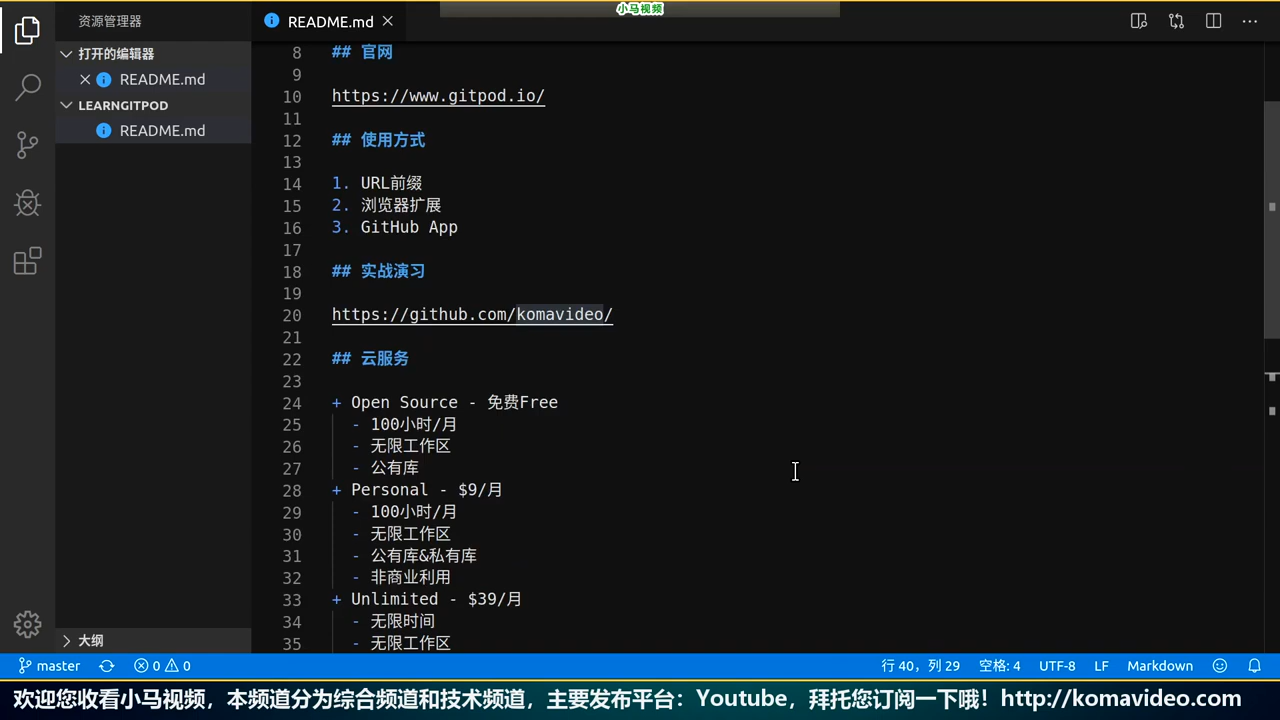 小马视频
资源管理器
README.md
打开的编辑器
README.md
LEARNGITPOD
README.md
8 ## 官网
9
10 https://www.gitpod.io/
11
12 ## 使用方式
13
14 1. URL前缀
15 2. 浏览器扩展
16 3. GitHub App
17
18 ## 实战演习
19
20 https://github.com/komavideo/
21
22 ## 云服务
23
24 + Open Source - 免费Free
25 - 100小时/月
26 - 无限工作区
27 - 公有库
28 + Personal - $9/月
29 - 100小时/月
30 - 无限工作区
31 - 公有库&私有库
32 - 非商业利用
33 + Unlimited - $39/月
34 - 无限时间
35 - 无限工作区
大纲
master 0 0 行 40，列 29 空格: 4 UTF-8 LF Markdown
欢迎您收看小马视频，本频道分为综合频道和技术频道，主要发布平台：Youtube，拜托您订阅一下哦！http://komavideo.com